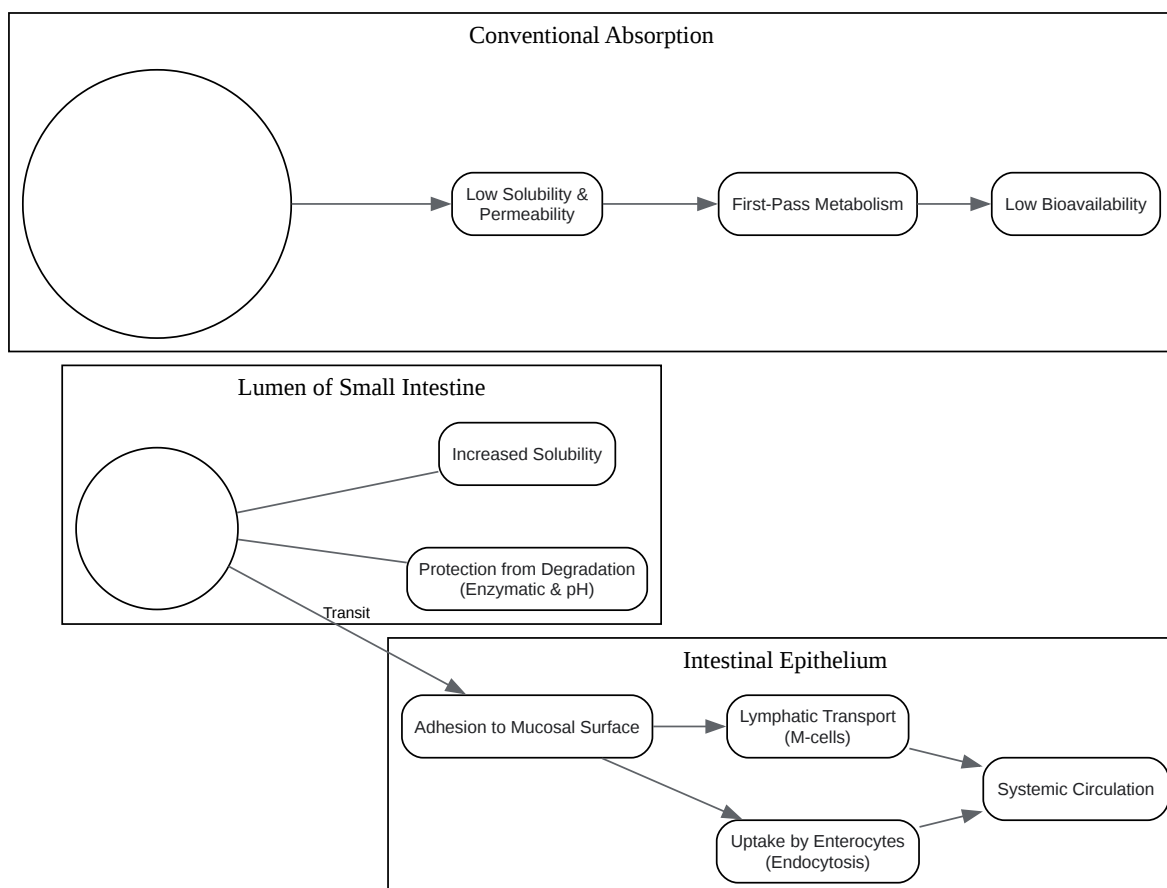 Conventional Absorption
Low Solubility &
Permeability
First-Pass Metabolism
Low Bioavailability
Lumen of Small Intestine
Increased Solubility
Protection from Degradation
(Enzymatic & pH)
Transit
Intestinal Epithelium
Adhesion to Mucosal Surface
Lymphatic Transport
(M-cells)
Systemic Circulation
Uptake by Enterocytes
(Endocytosis)